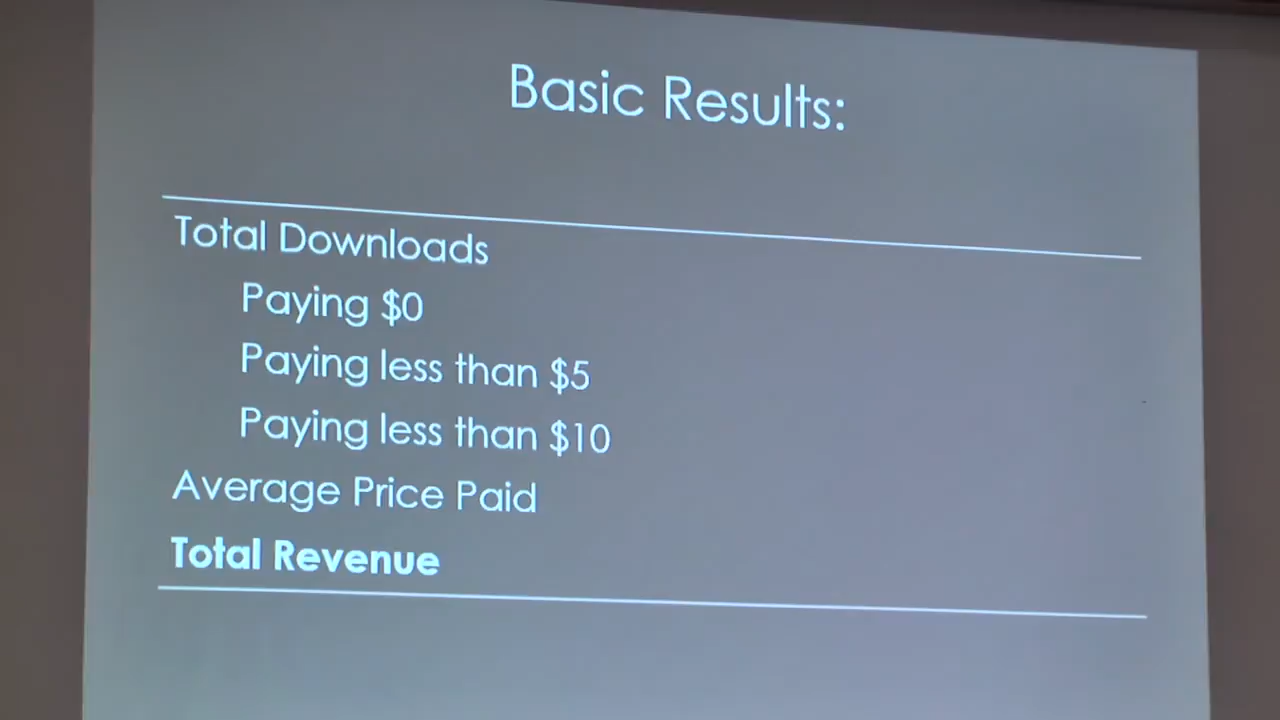 Basic Results:
Total Downloads
Paying $0
Paying less than $5
Paying less than $10
Average Price Paid
Total Revenue